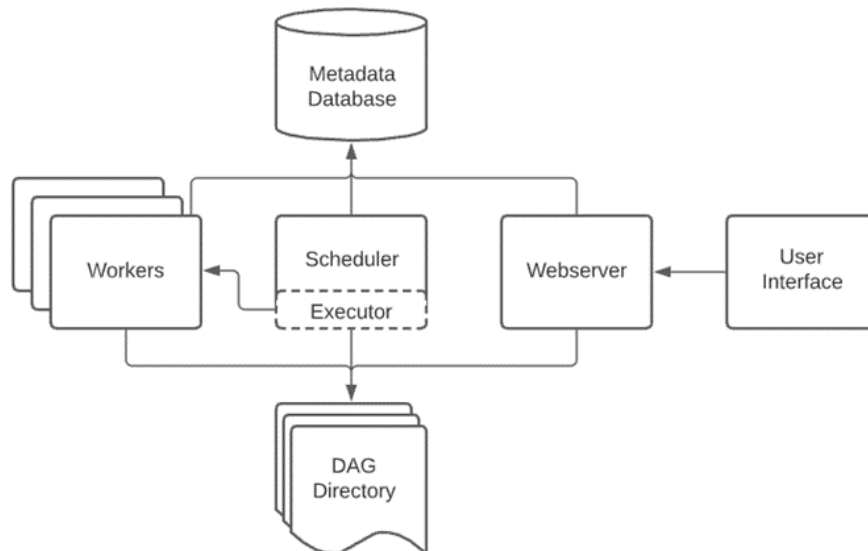 Metadata
Database
Workers
Scheduler
Executor
Webserver
User
Interface
DAG
Directory